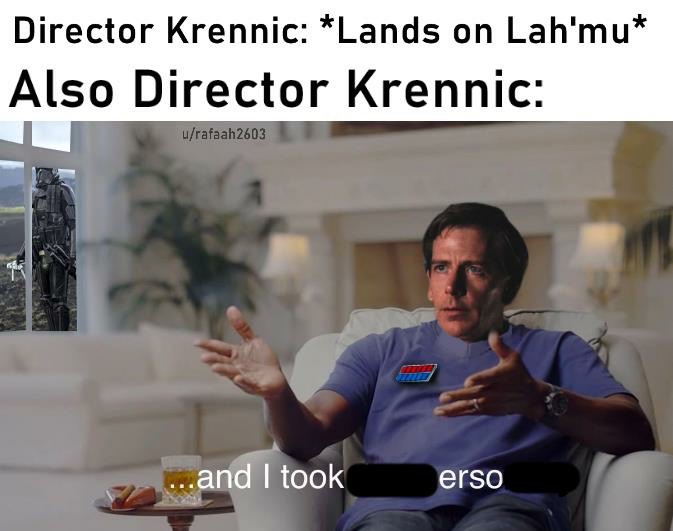 Director Krennic: *Lands on Lah'mu*
Also Director Krennic:
u/rafaah2603
...and I took erso